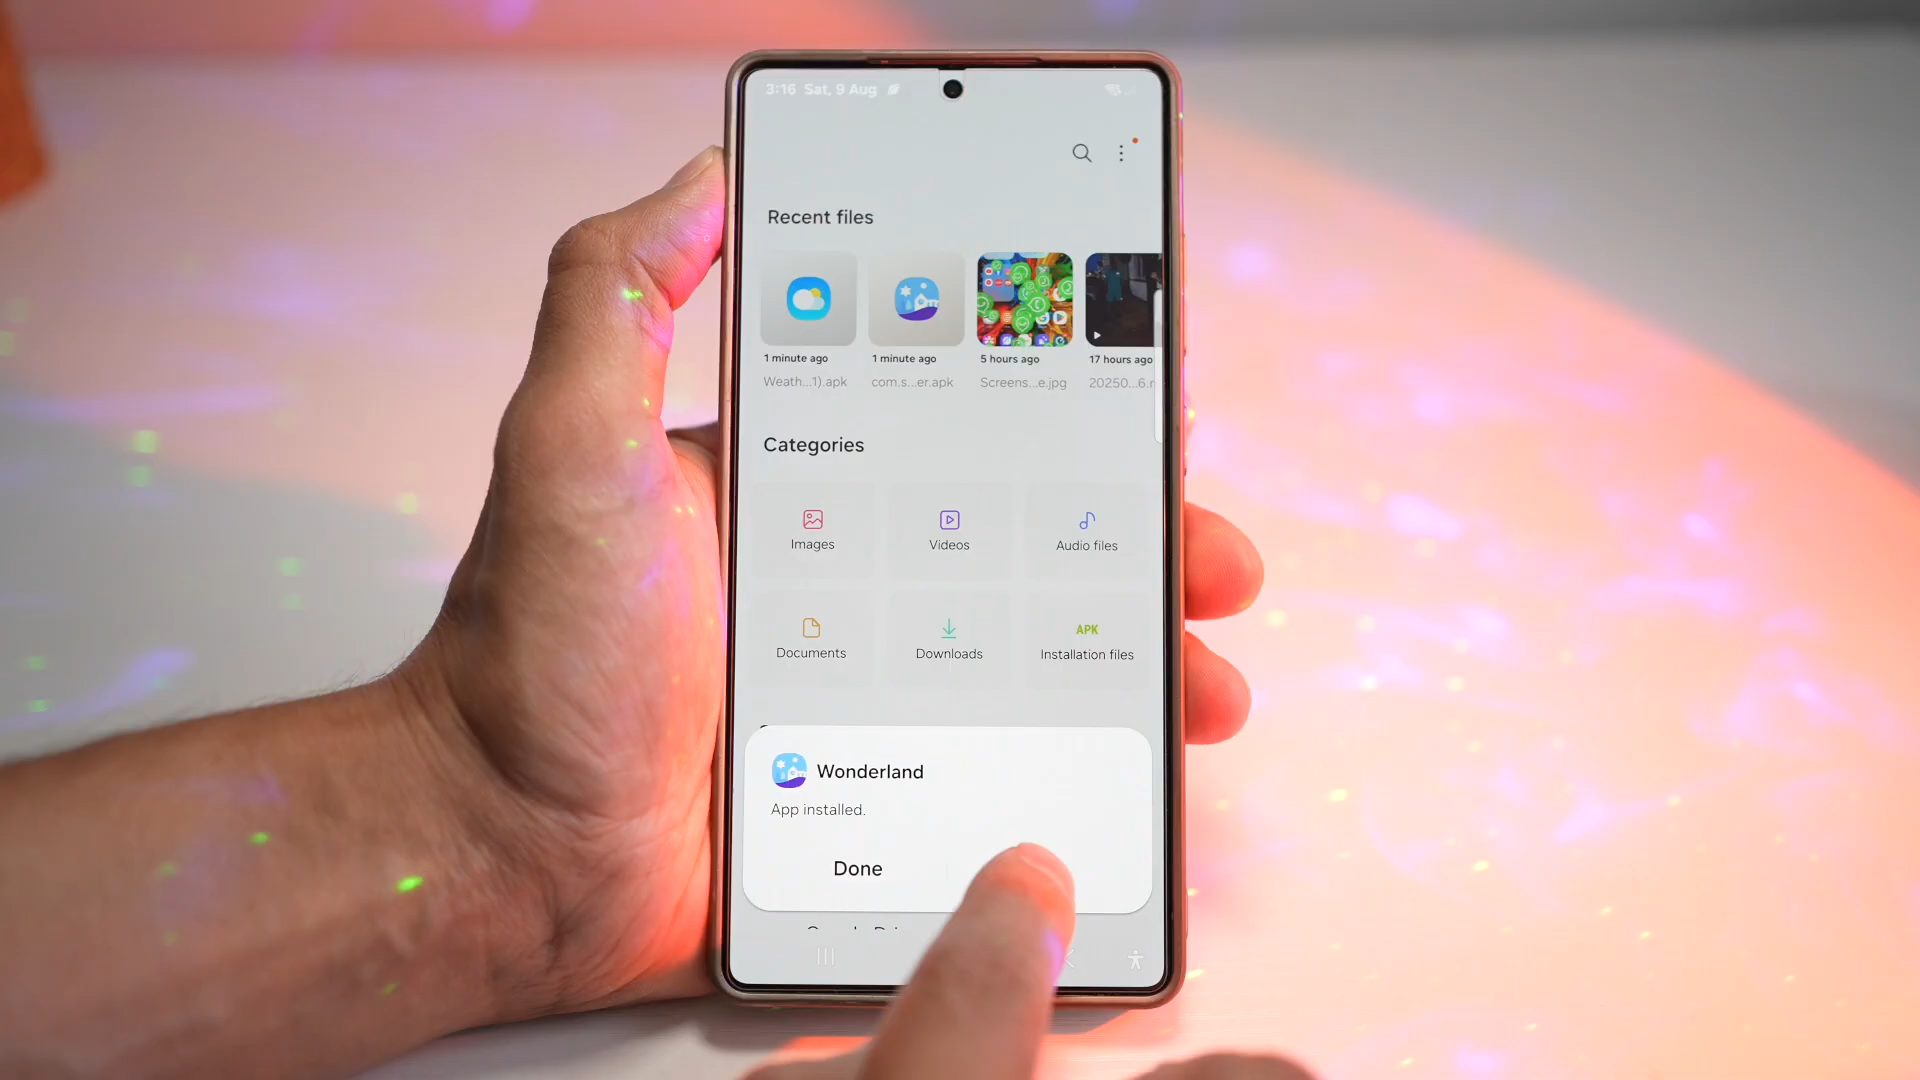 3:16 Sat, 9 Aug
Recent files
1 minute ago
1 minute ago
5 hours ago
17 hours ago
Weath...1).apk
com.s...er.apk
Screens...e.jpg
20250...6.m
Categories
Images
Videos
Audio files
Documents
Downloads
APK
Installation files
Wonderland
App installed.
Done